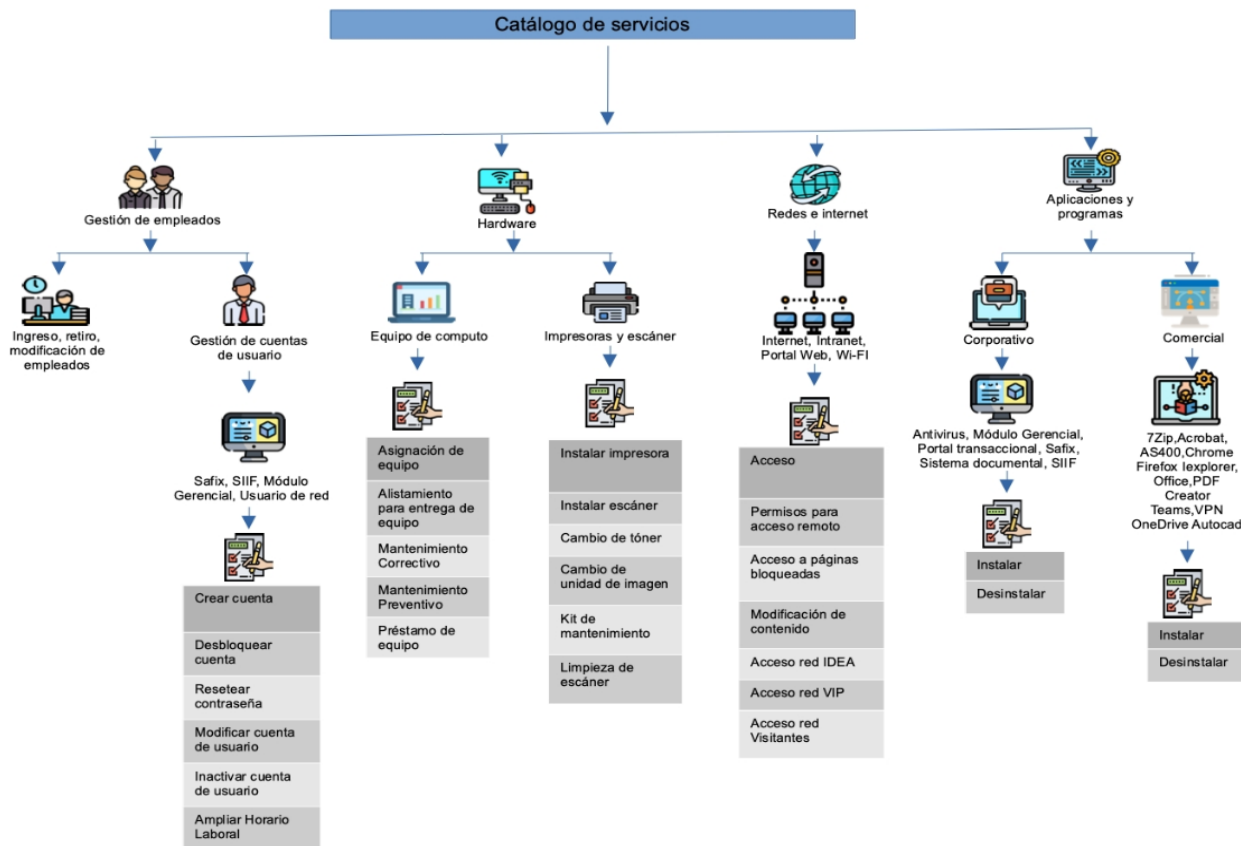 Catálogo de servicios
Gestión de empleados
Hardware
Redes e internet
Aplicaciones y
programas
Ingreso, retiro,
modificación de
empleados
Gestión de cuentas
de usuario
Equipo de computo
Impresoras y escáner
Internet, Intranet,
Portal Web, Wi-FI
Corporativo
Comercial
Safix, SIIF, Módulo
Gerencial, Usuario de red
Crear cuenta
Desbloquear
cuenta
Resetear
contraseña
Modificar cuenta
de usuario
Inactivar cuenta
de usuario
Ampliar Horario
Laboral
Asignación de
equipo
Alistamiento
para entrega de
equipo
Mantenimiento
Correctivo
Mantenimiento
Preventivo
Préstamo de
equipo
Instalar impresora
Instalar escáner
Cambio de tóner
Cambio de
unidad de imagen
Kit de
mantenimiento
Limpieza de
escáner
Acceso
Permisos para
acceso remoto
Acceso a páginas
bloqueadas
Modificación de
contenido
Acceso red IDEA
Acceso red VIP
Acceso red
Visitantes
Antivirus, Módulo Gerencial,
Portal transaccional, Safix,
Sistema documental, SIIF
Instalar
Desinstalar
7Zip,Acrobat,
AS400,Chrome
Firefox Iexplorer,
Office,PDF
Creator
Teams,VPN
OneDrive Autocad
Instalar
Desinstalar